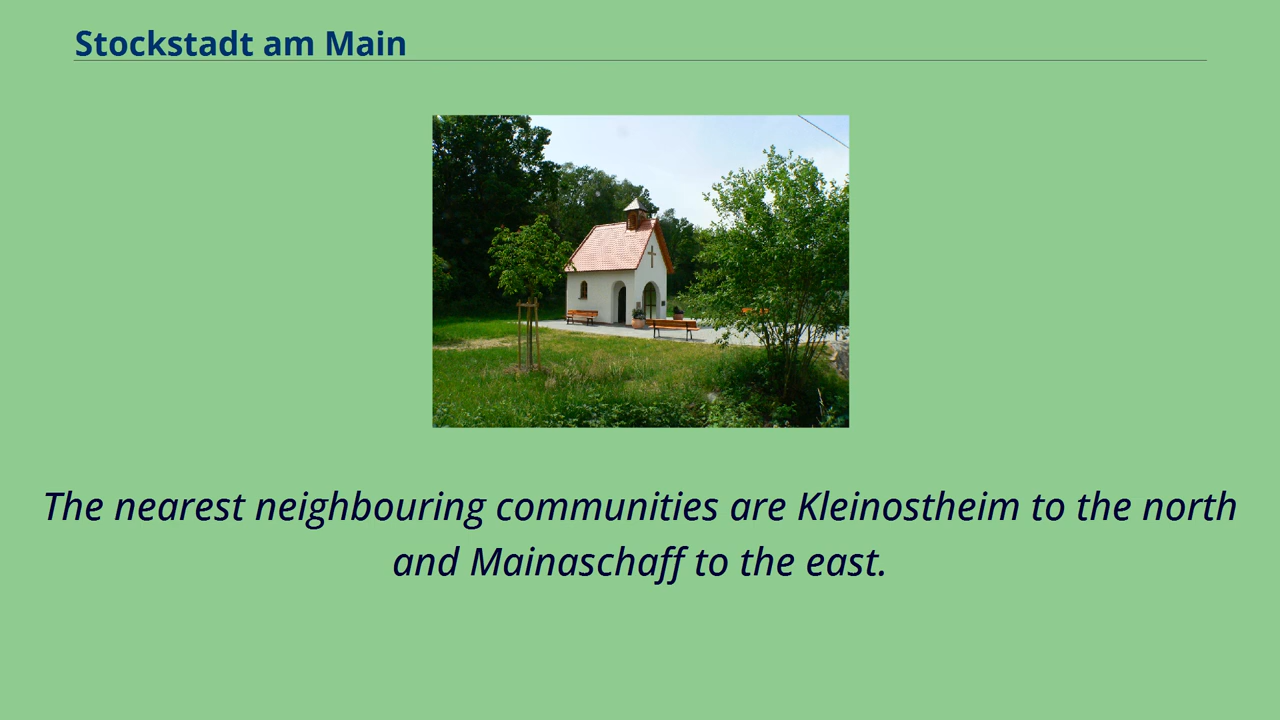 Stockstadt am Main
The nearest neighbouring communities are Kleinostheim to the north
and Mainaschaff to the east.